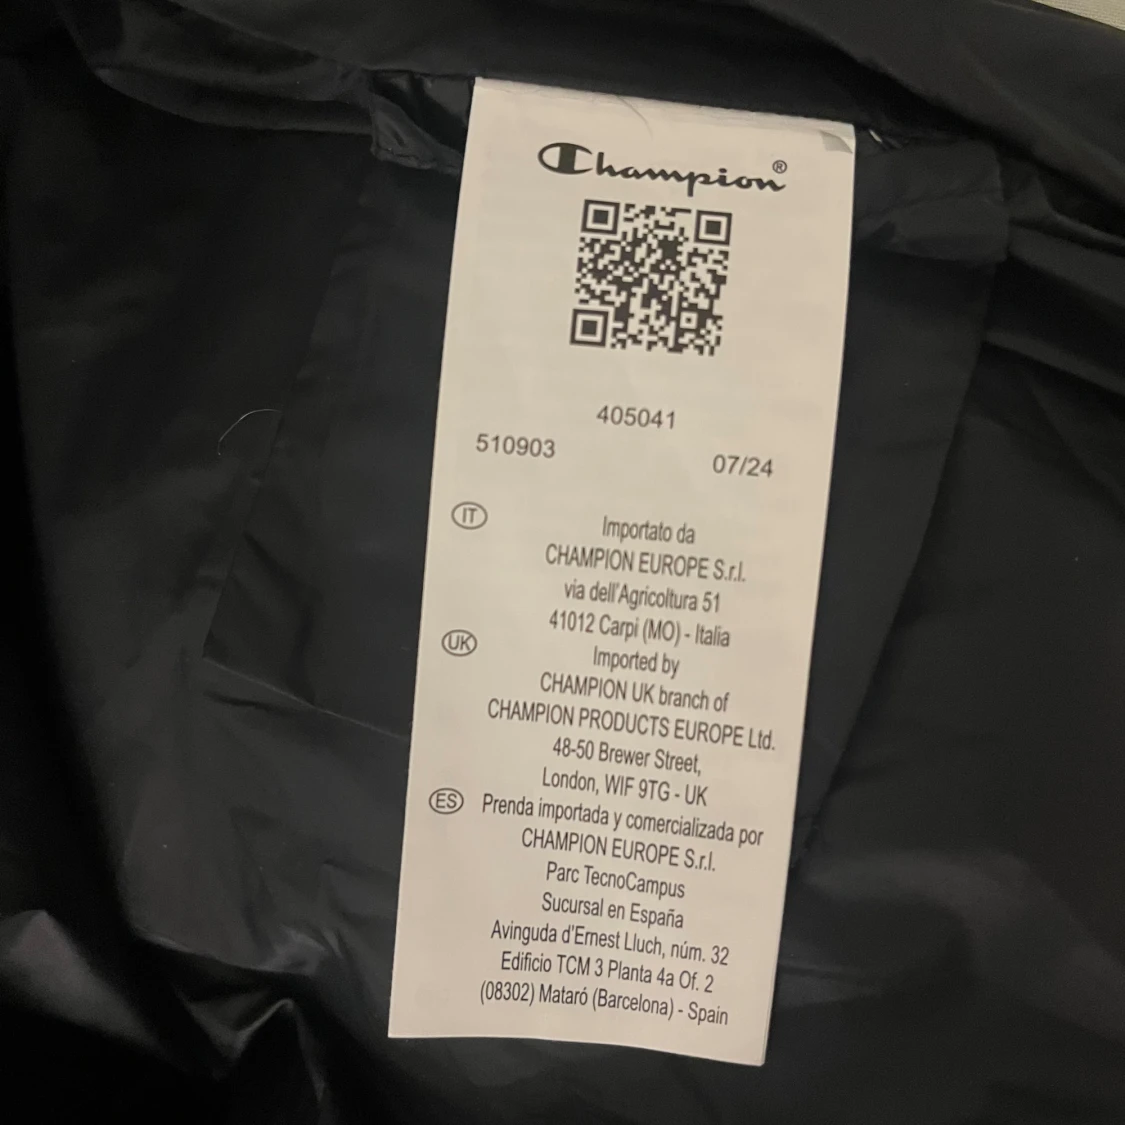 Champion®
405041
510903 07/24
IT Importato da
CHAMPION EUROPE S.r.l.
via dell'Agricoltura 51
41012 Carpi (MO) - Italia
UK Imported by
CHAMPION UK branch of
CHAMPION PRODUCTS EUROPE Ltd.
48-50 Brewer Street,
London, WIF 9TG - UK
ES Prenda importada y comercializada por
CHAMPION EUROPE S.r.l.
Parc TecnoCampus
Sucursal en España
Avinguda d'Ernest Lluch, núm. 32
Edificio TCM 3 Planta 4a Of. 2
(08302) Mataró (Barcelona) - Spain